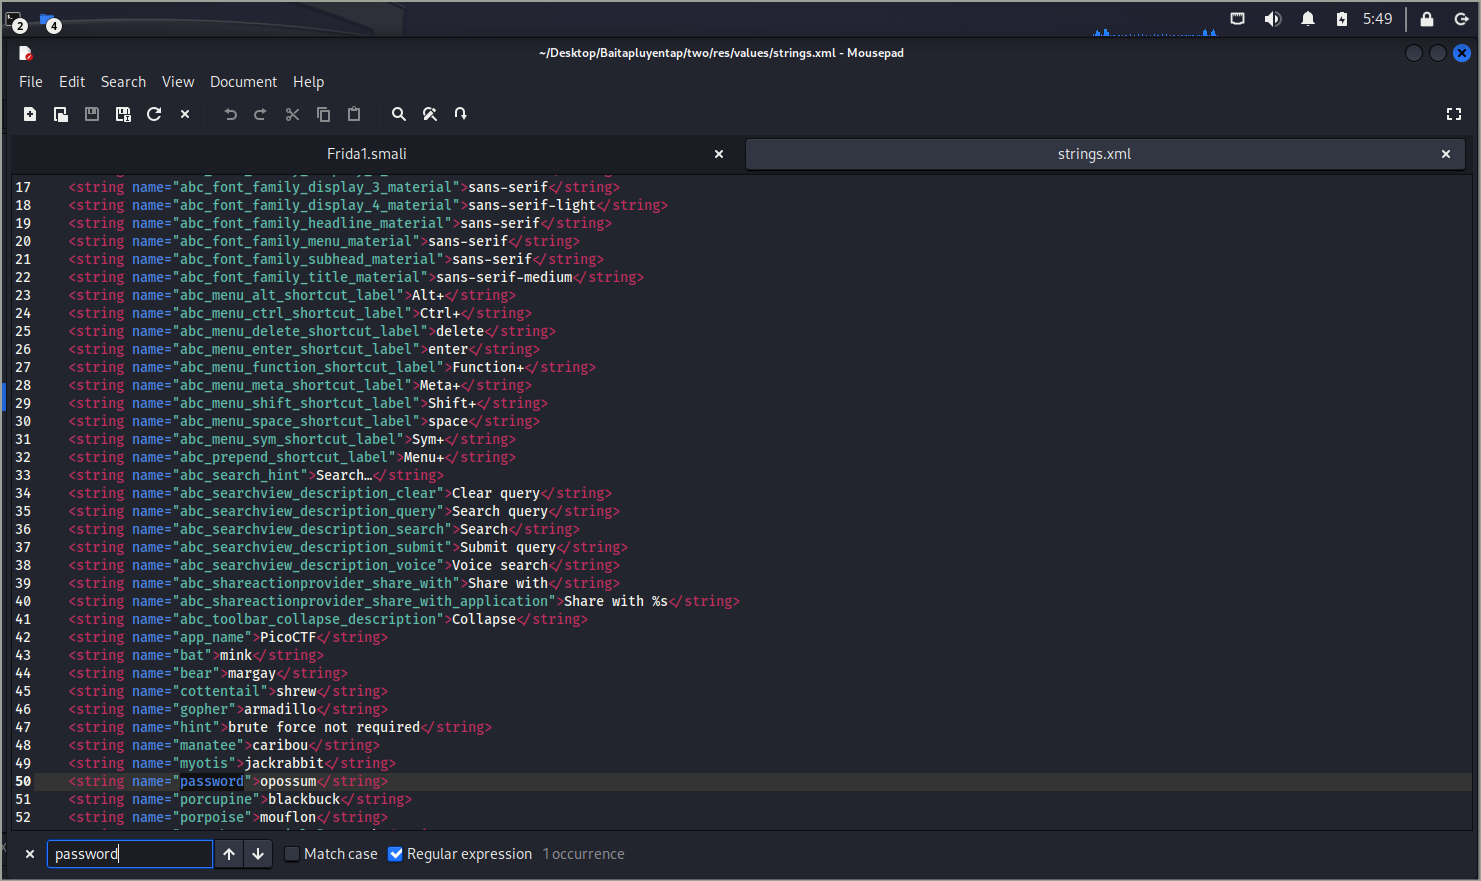 2
4
5:49
~/Desktop/Baitapluyentap/two/res/values/strings.xml - Mousepad
File Edit Search View Document Help
Frida1.smali
strings.xml
17 <string name="abc_font_family_display_3_material">sans-serif</string>
18 <string name="abc_font_family_display_4_material">sans-serif-light</string>
19 <string name="abc_font_family_headline_material">sans-serif</string>
20 <string name="abc_font_family_menu_material">sans-serif</string>
21 <string name="abc_font_family_subhead_material">sans-serif</string>
22 <string name="abc_font_family_title_material">sans-serif-medium</string>
23 <string name="abc_menu_alt_shortcut_label">Alt+</string>
24 <string name="abc_menu_ctrl_shortcut_label">Ctrl+</string>
25 <string name="abc_menu_delete_shortcut_label">delete</string>
26 <string name="abc_menu_enter_shortcut_label">enter</string>
27 <string name="abc_menu_function_shortcut_label">Function+</string>
28 <string name="abc_menu_meta_shortcut_label">Meta+</string>
29 <string name="abc_menu_shift_shortcut_label">Shift+</string>
30 <string name="abc_menu_space_shortcut_label">space</string>
31 <string name="abc_menu_sym_shortcut_label">Sym+</string>
32 <string name="abc_prepend_shortcut_label">Menu+</string>
33 <string name="abc_search_hint">Search…</string>
34 <string name="abc_searchview_description_clear">Clear query</string>
35 <string name="abc_searchview_description_query">Search query</string>
36 <string name="abc_searchview_description_search">Search</string>
37 <string name="abc_searchview_description_submit">Submit query</string>
38 <string name="abc_searchview_description_voice">Voice search</string>
39 <string name="abc_shareactionprovider_share_with">Share with</string>
40 <string name="abc_shareactionprovider_share_with_application">Share with %s</string>
41 <string name="abc_toolbar_collapse_description">Collapse</string>
42 <string name="app_name">PicoCTF</string>
43 <string name="bat">mink</string>
44 <string name="bear">margay</string>
45 <string name="cottentail">shrew</string>
46 <string name="gopher">armadillo</string>
47 <string name="hint">brute force not required</string>
48 <string name="manatee">caribou</string>
49 <string name="myotis">jackrabbit</string>
50 <string name="password">opossum</string>
51 <string name="porcupine">blackbuck</string>
52 <string name="porpoise">mouflon</string>
password Match case Regular expression 1 occurrence